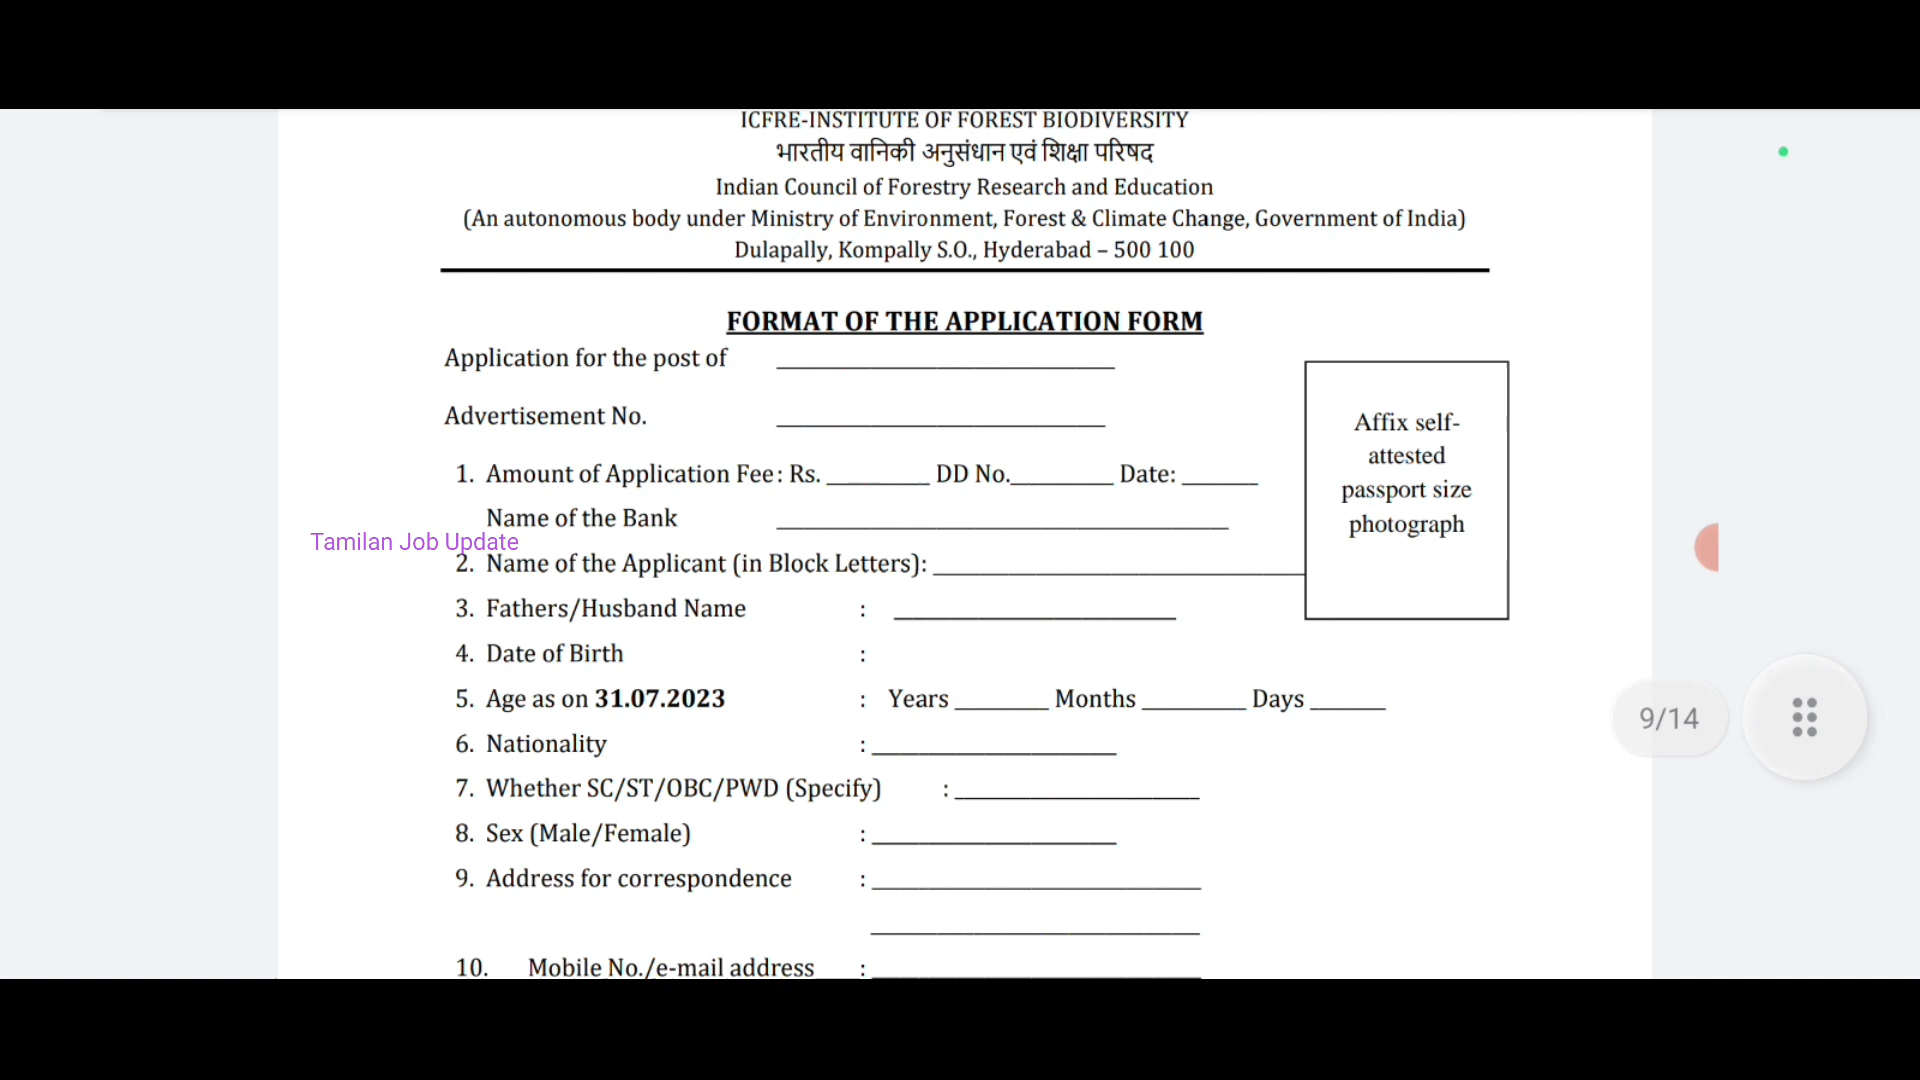 ICFRE-INSTITUTE OF FOREST BIODIVERSITY
भारतीय वानिकी अनुसंधान एवं शिक्षा परिषद
Indian Council of Forestry Research and Education
(An autonomous body under Ministry of Environment, Forest & Climate Change, Government of India)
Dulapally, Kompally S.O., Hyderabad – 500 100
FORMAT OF THE APPLICATION FORM
Application for the post of
Advertisement No.
Affix self-
attested
passport size
photograph
1. Amount of Application Fee: Rs. ________ DD No.________ Date: ______
Name of the Bank
Tamilan Job Update
2. Name of the Applicant (in Block Letters):
3. Fathers/Husband Name :
4. Date of Birth :
5. Age as on 31.07.2023 : Years ________ Months ________ Days ______
6. Nationality :
7. Whether SC/ST/OBC/PWD (Specify) :
8. Sex (Male/Female) :
9. Address for correspondence :
10. Mobile No./e-mail address :
9/14